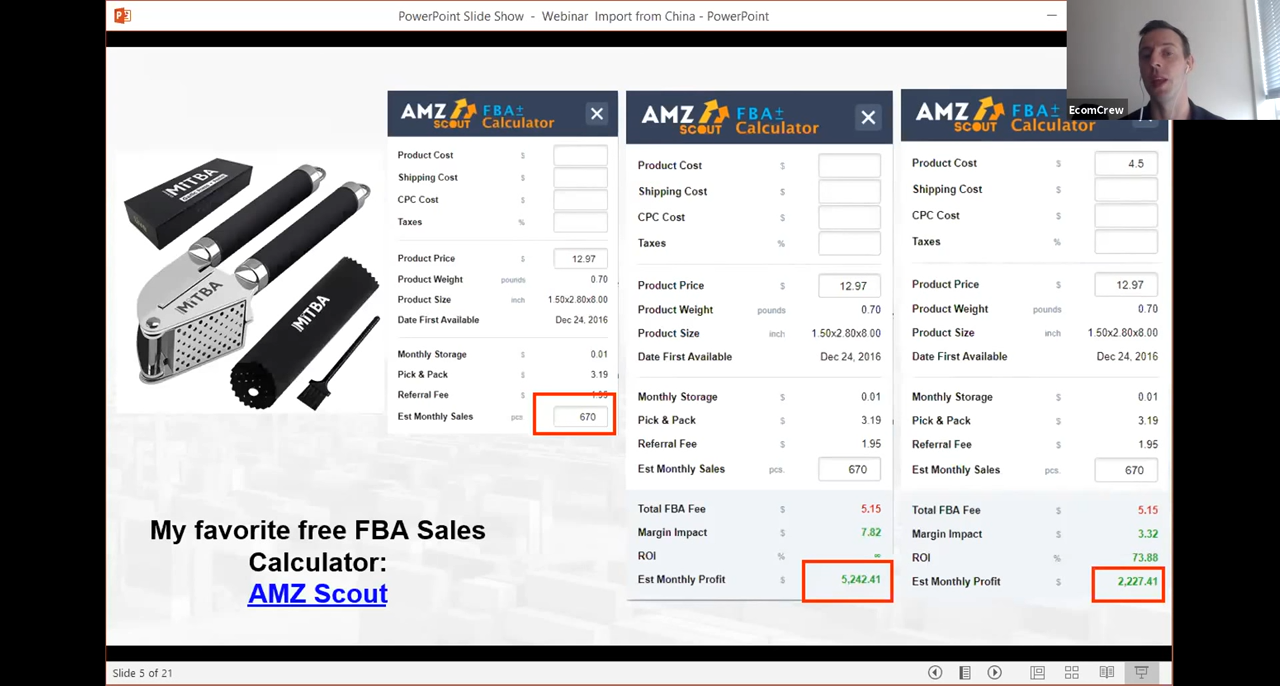 PowerPoint Slide Show - Webinar Import from China - PowerPoint
EcomCrew
MiTBA
MiTBA
MiTBA
AMZ SCOUT FBA± Calculator
Product Cost $
Shipping Cost $
CPC Cost $
Taxes %
Product Price $ 12.97
Product Weight pounds 0.70
Product Size inch 1.50x2.80x8.00
Date First Available Dec 24, 2016
Monthly Storage $ 0.01
Pick & Pack $ 3.19
Referral Fee $ 1.95
Est Monthly Sales pcs 670
AMZ SCOUT FBA± Calculator
Product Cost $
Shipping Cost $
CPC Cost $
Taxes %
Product Price $ 12.97
Product Weight pounds 0.70
Product Size inch 1.50x2.80x8.00
Date First Available Dec 24, 2016
Monthly Storage $ 0.01
Pick & Pack $ 3.19
Referral Fee $ 1.95
Est Monthly Sales pcs. 670
Total FBA Fee $ 5.15
Margin Impact $ 7.82
ROI % ∞
Est Monthly Profit $ 5,242.41
AMZ SCOUT FBA± Calculator
Product Cost $ 4.5
Shipping Cost $
CPC Cost $
Taxes %
Product Price $ 12.97
Product Weight pounds 0.70
Product Size inch 1.50x2.80x8.00
Date First Available Dec 24, 2016
Monthly Storage $ 0.01
Pick & Pack $ 3.19
Referral Fee $ 1.95
Est Monthly Sales pcs. 670
Total FBA Fee $ 5.15
Margin Impact $ 3.32
ROI % 73.88
Est Monthly Profit $ 2,227.41
My favorite free FBA Sales
Calculator:
AMZ Scout
Slide 5 of 21